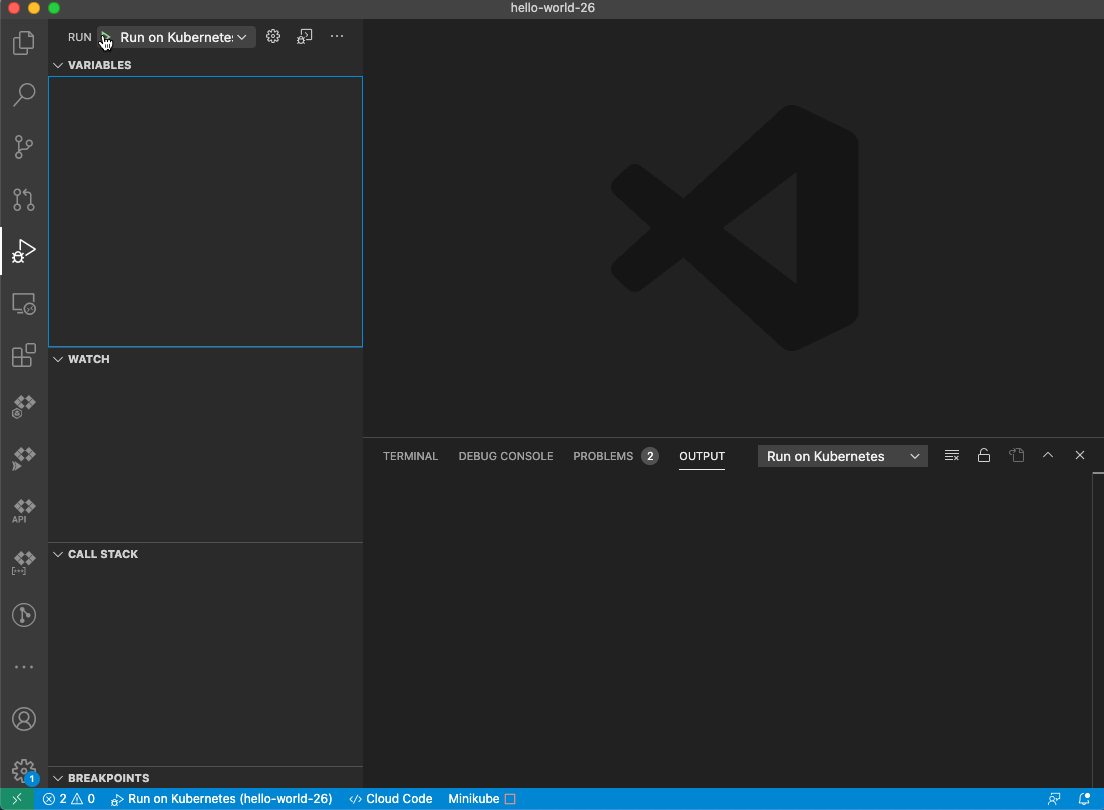 hello-world-26
RUN Run on Kubernetes
VARIABLES
WATCH
TERMINAL DEBUG CONSOLE PROBLEMS 2 OUTPUT Run on Kubernetes
API
CALL STACK
1
BREAKPOINTS
2 0 Run on Kubernetes (hello-world-26) Cloud Code Minikube